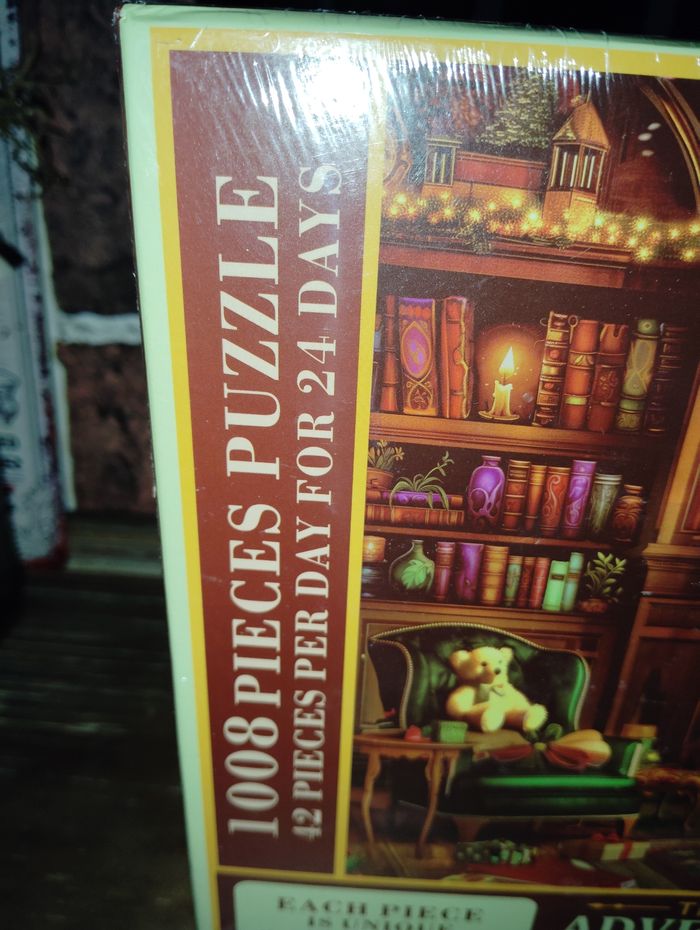 1008 PIECES PUZZLE
42 PIECES PER DAY FOR 24 DAYS
EACH PIECE
IS UNIQUE